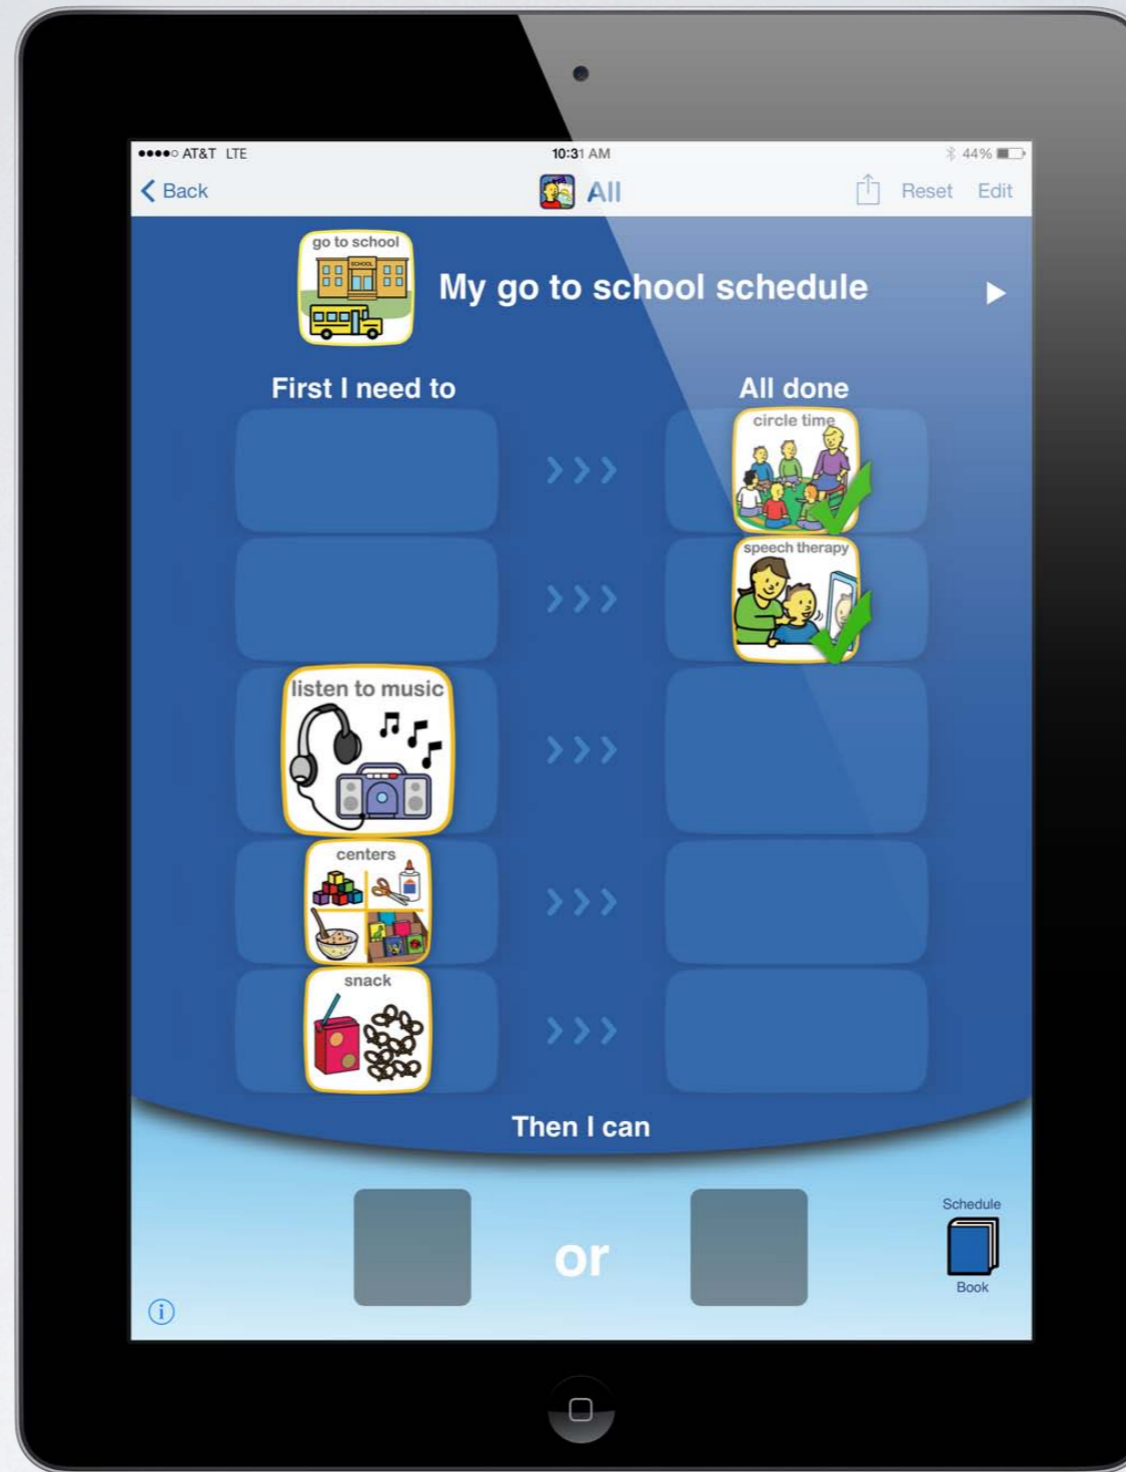 AT&T LTE 10:31 AM 44%
Back All Reset Edit
go to school
SCHOOL
My go to school schedule
First I need to All done
circle time
speech therapy
listen to music
centers
snack
Then I can
or
Schedule
Book
i